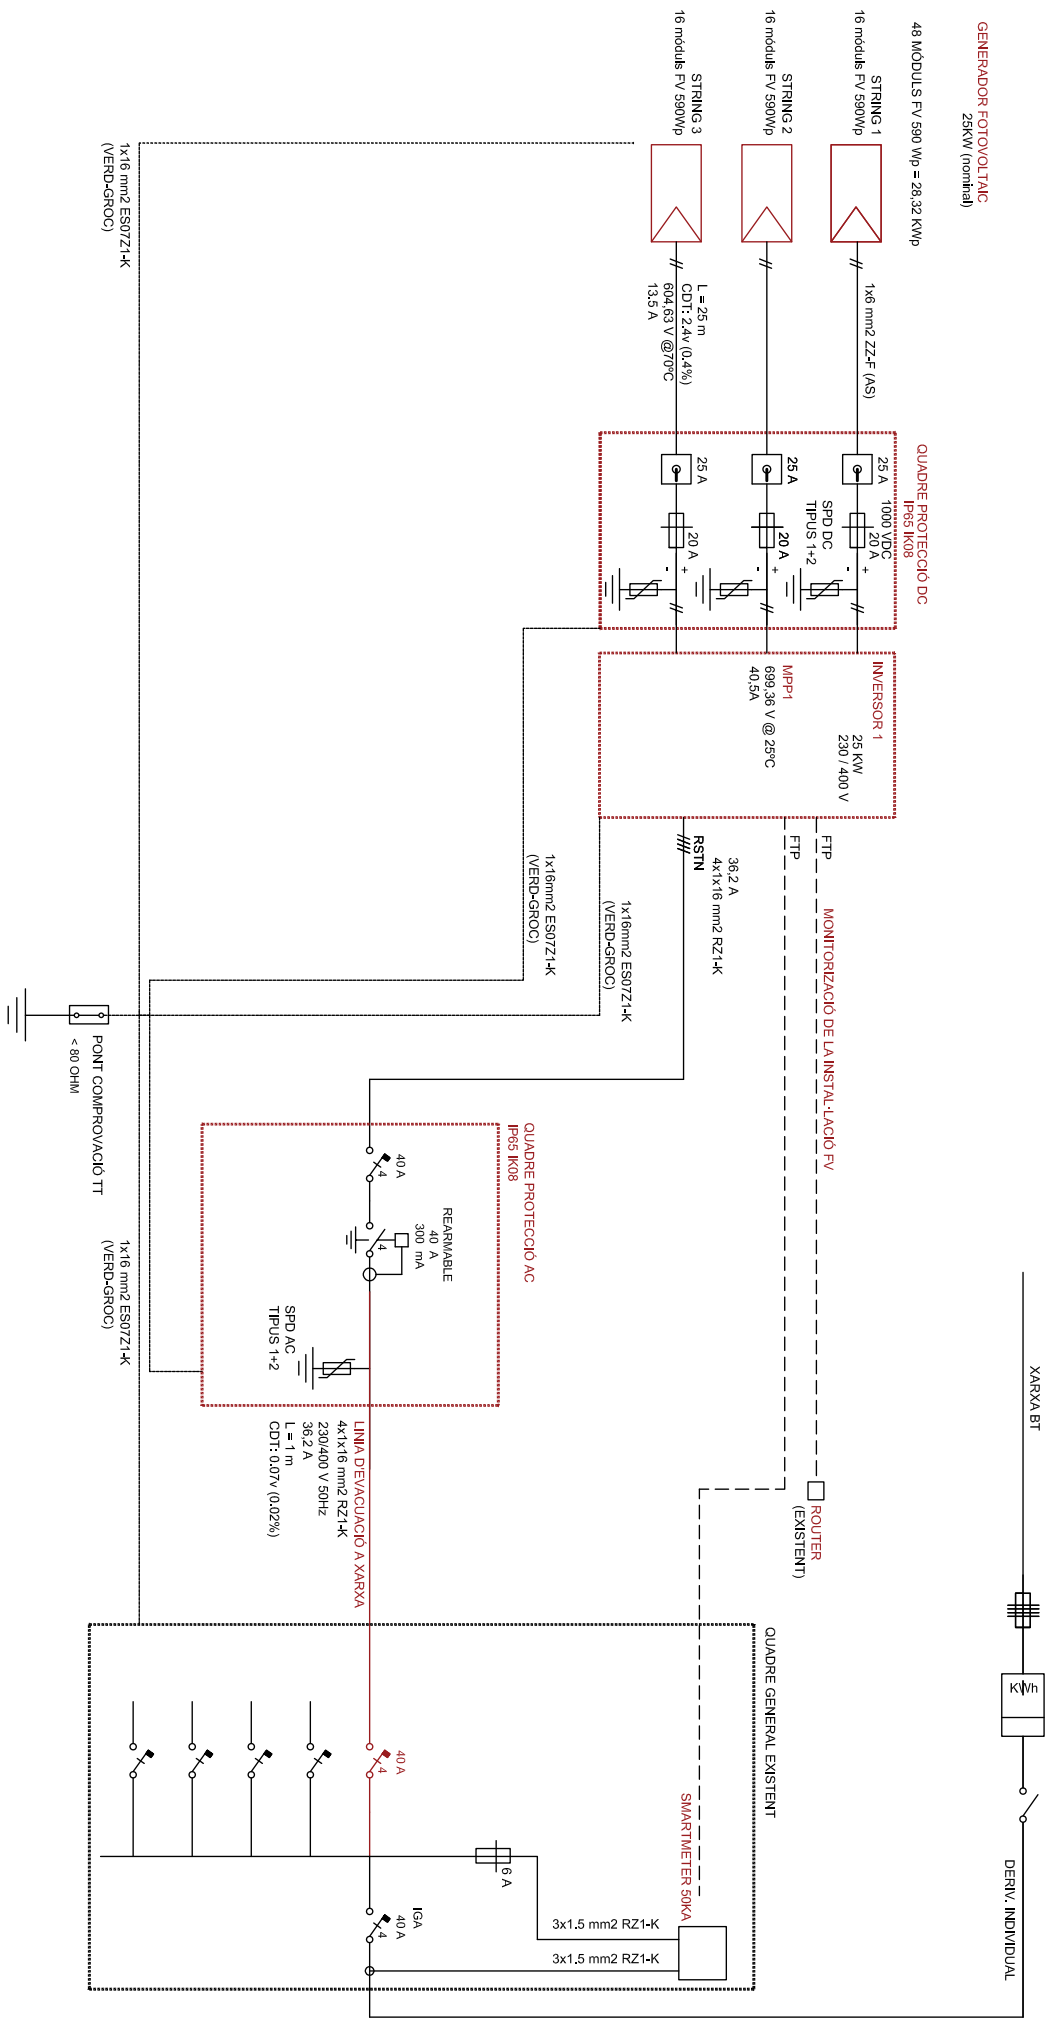 GENERADOR FOTOVOLTAIC
25KW (nominal)
48 MÓDULS FV 590 Wp = 28,32 KWp
STRING 1
16 móduls FV 590Wp
STRING 2
16 móduls FV 590Wp
STRING 3
16 móduls FV 590Wp
1x6 mm2 ZZ-F (AS)
L = 25 m
CDT: 2.4v (0.4%)
604,63 V @70ºC
13.5 A
1x16 mm2 ES07Z1-K
(VERD-GROC)
QUADRE PROTECCIÓ DC
IP65 IK08
25 A
1000 VDC
20 A
+
-
SPD DC
TIPUS 1+2
25 A
20 A
+
-
25 A
20 A
+
-
INVERSOR 1
25 KW
230 / 400 V
MPP1
699,36 V @ 25ºC
40,5A
FTP
MONITORIZACIÓ DE LA INSTAL·LACIÓ FV
FTP
RSTN
36,2 A
4x1x16 mm2 RZ1-K
1x16mm2 ES07Z1-K
(VERD-GROC)
1x16mm2 ES07Z1-K
(VERD-GROC)
PONT COMPROVACIÓ TT
< 80 OHM
QUADRE PROTECCIÓ AC
IP65 IK08
40 A
4
REARMABLE
40 A
300 mA
4
SPD AC
TIPUS 1+2
1x16 mm2 ES07Z1-K
(VERD-GROC)
LINIA D'EVACUACIÓ A XARXA
4x1x16 mm2 RZ1-K
230/400 V 50Hz
36,2 A
L = 1 m
CDT: 0.07v (0.02%)
ROUTER
(EXISTENT)
XARXA BT
KWh
DERIV. INDIVIDUAL
QUADRE GENERAL EXISTENT
SMARTMETER 50KA
40 A
4
6 A
IGA
40 A
4
3x1.5 mm2 RZ1-K
3x1.5 mm2 RZ1-K